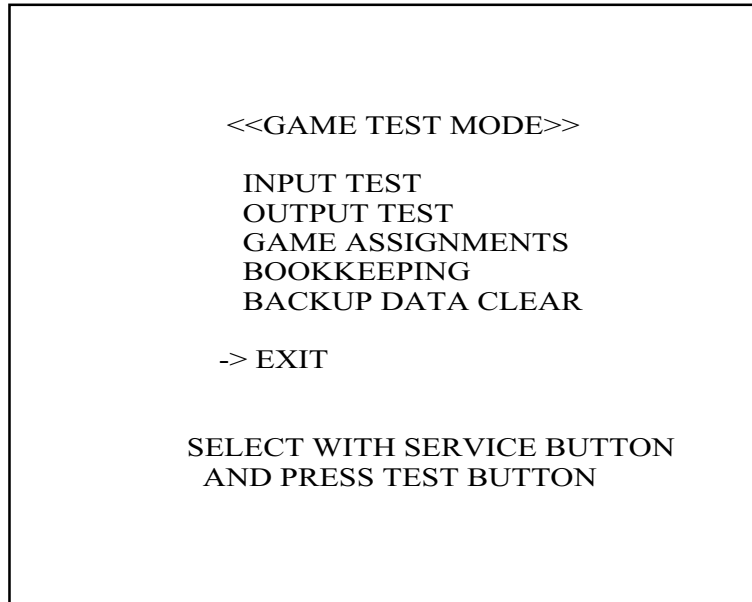 <<GAME TEST MODE>>
INPUT TEST
OUTPUT TEST
GAME ASSIGNMENTS
BOOKKEEPING
BACKUP DATA CLEAR
-> EXIT
SELECT WITH SERVICE BUTTON
AND PRESS TEST BUTTON